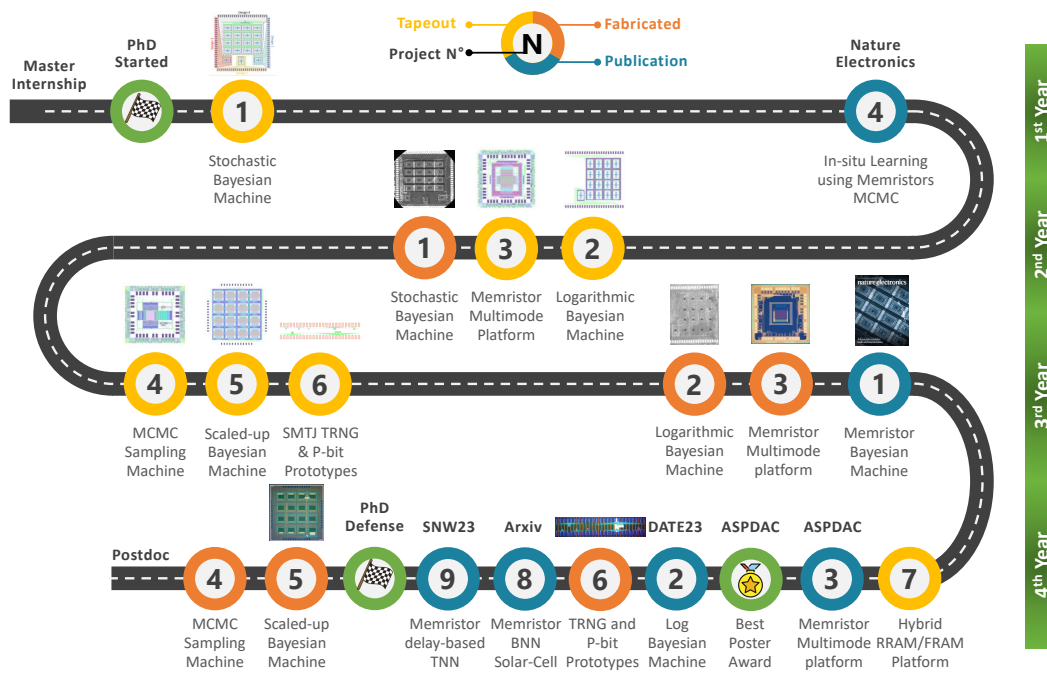 Tapeout
Fabricated
N
Project N°
Publication
Master
Internship
PhD
Started
Nature
Electronics
1
4
Stochastic
Bayesian
Machine
In-situ Learning
using Memristors
MCMC
1st Year
1
3
2
Stochastic
Bayesian
Machine
Memristor
Multimode
Platform
Logarithmic
Bayesian
Machine
2nd Year
nature electronics
4
5
6
2
3
1
MCMC
Sampling
Machine
Scaled-up
Bayesian
Machine
SMTJ TRNG
& P-bit
Prototypes
Logarithmic
Bayesian
Machine
Memristor
Multimode
platform
Memristor
Bayesian
Machine
3rd Year
Postdoc
PhD
Defense
SNW23
Arxiv
DATE23
ASPDAC
ASPDAC
4
5
9
8
6
2
3
7
MCMC
Sampling
Machine
Scaled-up
Bayesian
Machine
Memristor
delay-based
TNN
Memristor
BNN
Solar-Cell
TRNG and
P-bit
Prototypes
Log
Bayesian
Machine
Best
Poster
Award
Memristor
Multimode
platform
Hybrid
RRAM/FRAM
Platform
4th Year